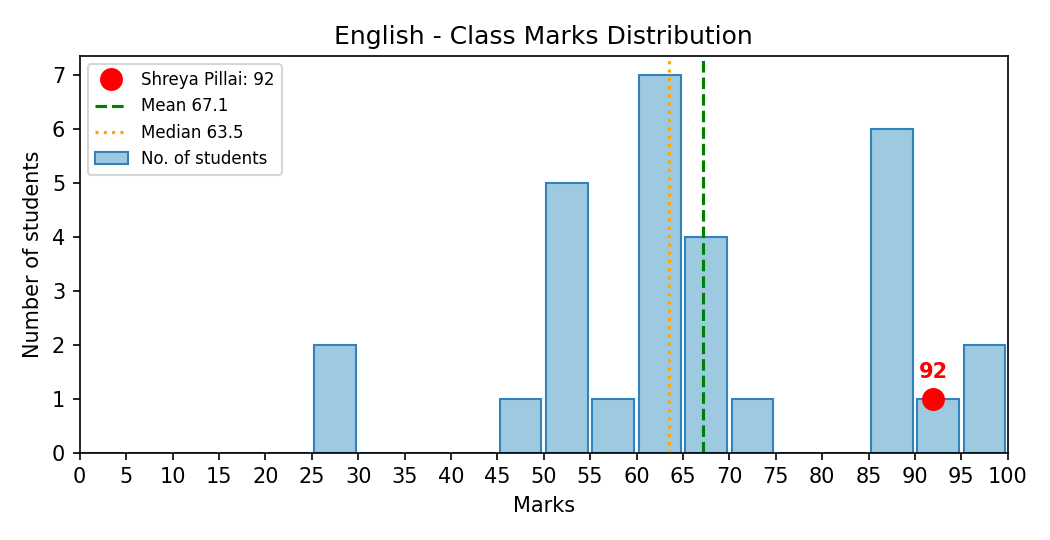 English - Class Marks Distribution
Shreya Pillai: 92
Mean 67.1
Median 63.5
No. of students
Number of students
7
6
5
4
3
2
1
0
92
0 5 10 15 20 25 30 35 40 45 50 55 60 65 70 75 80 85 90 95 100
Marks